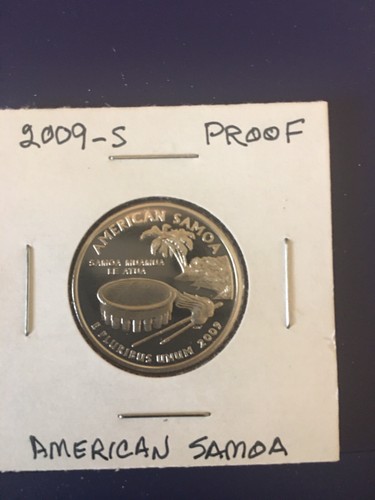 2009-S PROOF
AMERICAN SAMOA
SAMOA MUAMUA
LE ATUA
E PLURIBUS UNUM 2009
AMERICAN SAMOA